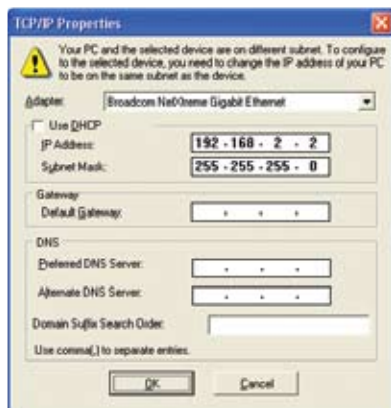 TCP/IP Properties
Your PC and the selected device are on different subnet. To configure
to the selected device, you need to change the IP address of your PC
to be on the same subnet as the device.
Adapter: Broadcom NetXtreme Gigabit Ethernet
Use DHCP
IP Address: 192 . 168 . 2 . 2
Subnet Mask: 255 . 255 . 255 . 0
Gateway
Default Gateway: . . .
DNS
Preferred DNS Server: . . .
Alternate DNS Server: . . .
Domain Suffix Search Order:
Use comma(,) to separate entries.
OK Cancel